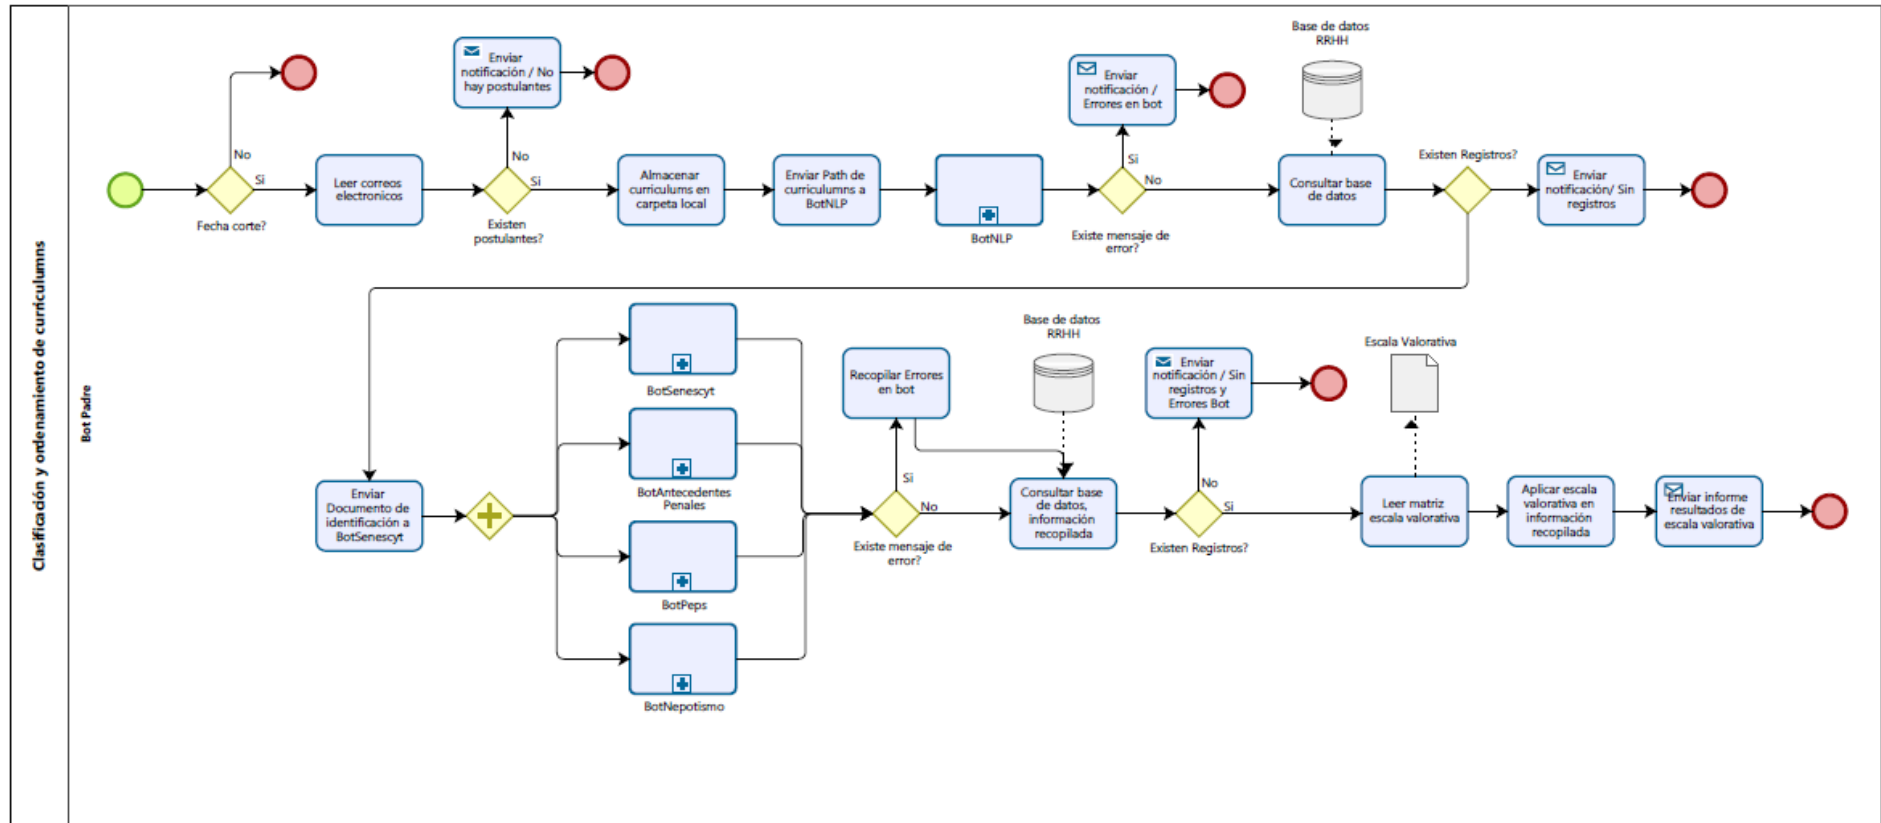 Clasificación y ordenamiento de currículumns
Bot Padre
No
Si
Fecha corte?
Leer correos
electronicos
Enviar
notificación / No
hay postulantes
No
Si
Existen
postulantes?
Almacenar
curriculums en
carpeta local
Enviar Path de
curriculumns a
BotNLP
BotNLP
Enviar
notificación /
Errores en bot
Si
No
Existe mensaje de
error?
Base de datos
RRHH
Consultar base
de datos
Existen Registros?
Enviar
notificación/ Sin
registros
Enviar
Documento de
identificación a
BotSenescyt
BotSenescyt
BotAntecedentes
Penales
BotPeps
BotNepotismo
Recopilar Errores
en bot
Si
No
Existe mensaje de
error?
Base de datos
RRHH
Consultar base
de datos,
información
recopilada
Enviar
notificación / Sin
registros y
Errores Bot
No
Si
Existen Registros?
Escala Valorativa
Leer matriz
escala valorativa
Aplicar escala
valorativa en
información
recopilada
Enviar informe
resultados de
escala valorativa